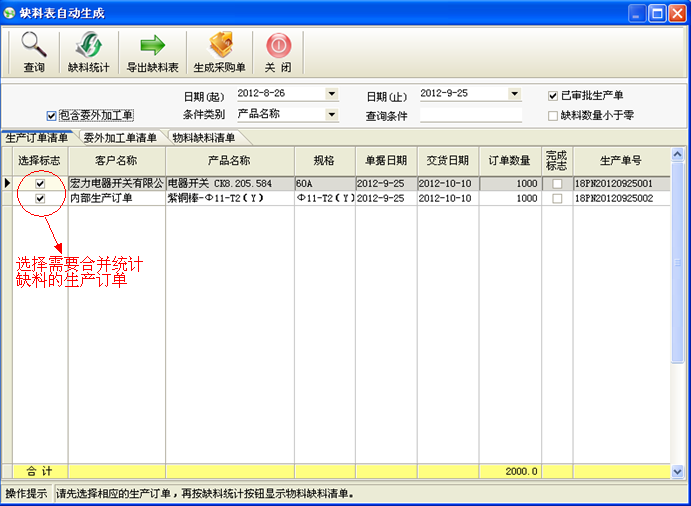 缺料表自动生成
查询 缺料统计 导出缺料表 生成采购单 关 闭
日期(起) 2012-8-26 日期(止) 2012-9-25 已审批生产单
包含委外加工单 条件类别 产品名称 查询条件 缺料数量小于零
生产订单清单 委外加工单清单 物料缺料清单
选择标志 客户名称 产品名称 规格 单据日期 交货日期 订单数量 完成标志 生产单号
宏力电器开关有限公 电器开关 CKB.205.584 60A 2012-9-25 2012-10-10 1000 18PN20120925001
内部生产订单 紫铜棒-Φ11-T2(Y) Φ11-T2(Y) 2012-9-25 2012-10-10 1000 18PN20120925002
选择需要合并统计
缺料的生产订单
合 计 2000.0
操作提示 请先选择相应的生产订单,再按缺料统计按钮显示物料缺料清单。